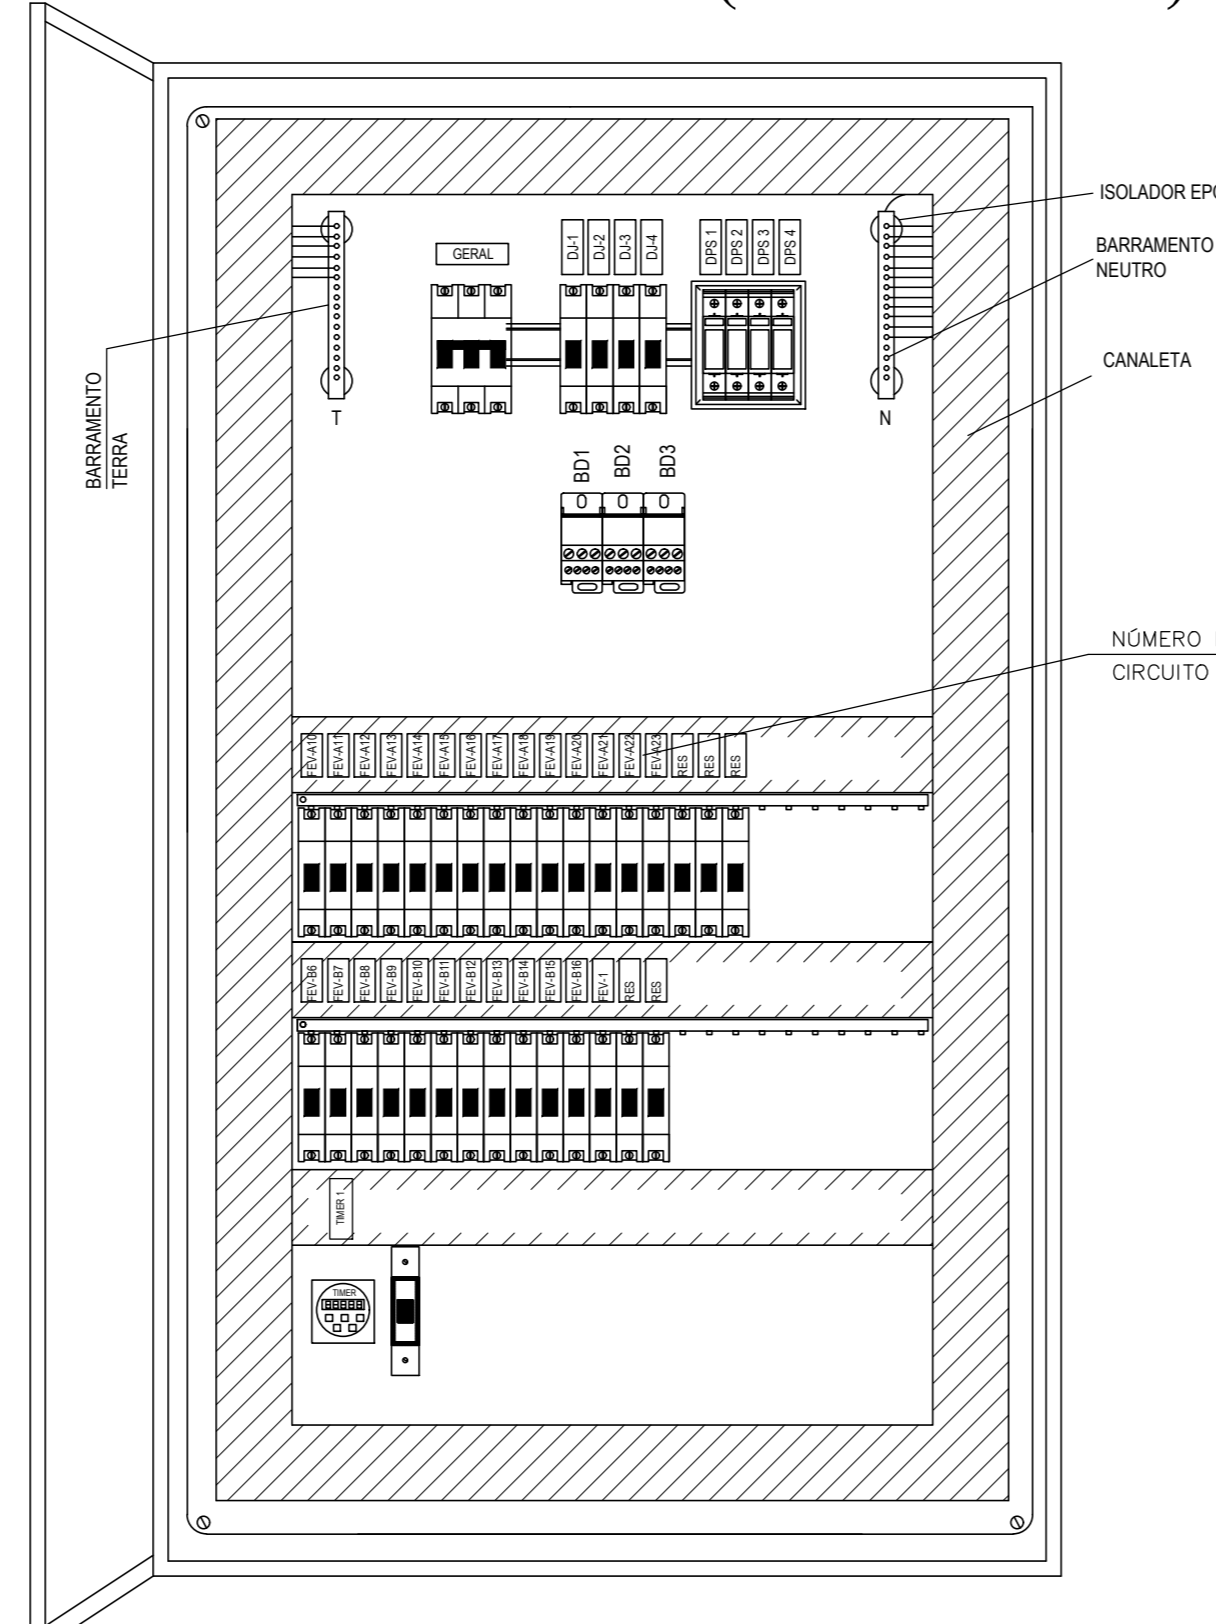 GERAL
DJ-1
DJ-2
DJ-3
DJ-4
DPS 1
DPS 2
DPS 3
DPS 4
ISOLADOR
BARRAMENTO
NEUTRO
CANALETA
BARRAMENTO
TERRA
T
N
BD1
BD2
BD3
NÚMERO
CIRCUITO
FEV-A10
FEV-A11
FEV-A12
FEV-A13
FEV-A14
FEV-A15
FEV-A16
FEV-A17
FEV-A18
FEV-A19
FEV-A20
FEV-A21
FEV-A22
FEV-A23
RES
RES
RES
FEV-B6
FEV-B7
FEV-B8
FEV-B9
FEV-B10
FEV-B11
FEV-B12
FEV-B13
FEV-B14
FEV-B15
FEV-B16
FEV-1
RES
RES
TIMER 1
TIMER
88888